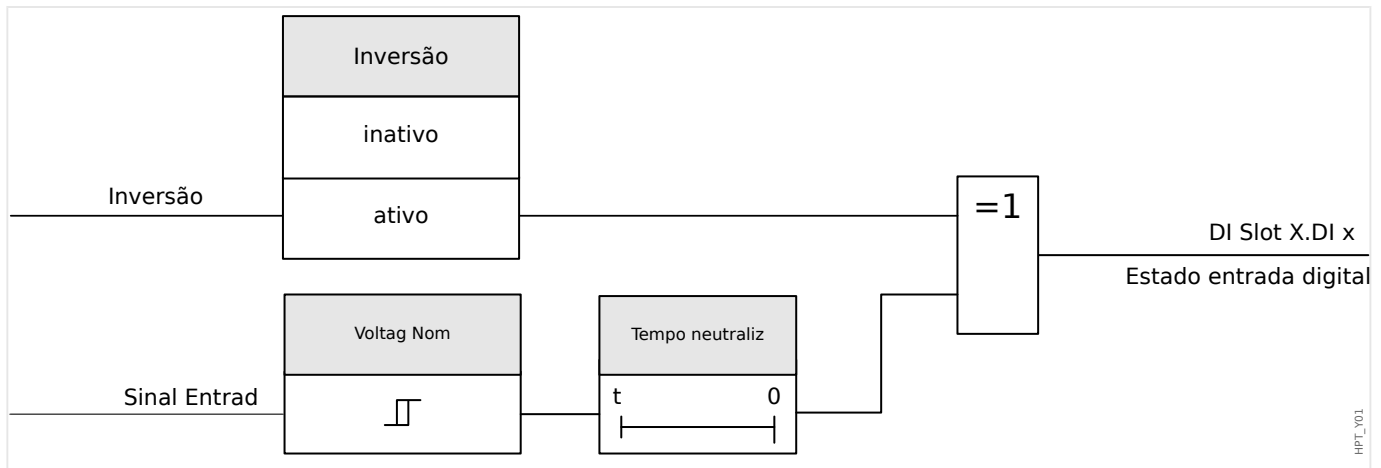 Inversão
inativo
Inversão
ativo
=1
DI Slot X.DI x
Estado entrada digital
Voltag Nom
Tempo neutraliz
Sinal Entrad
t 0
HPT_Y01